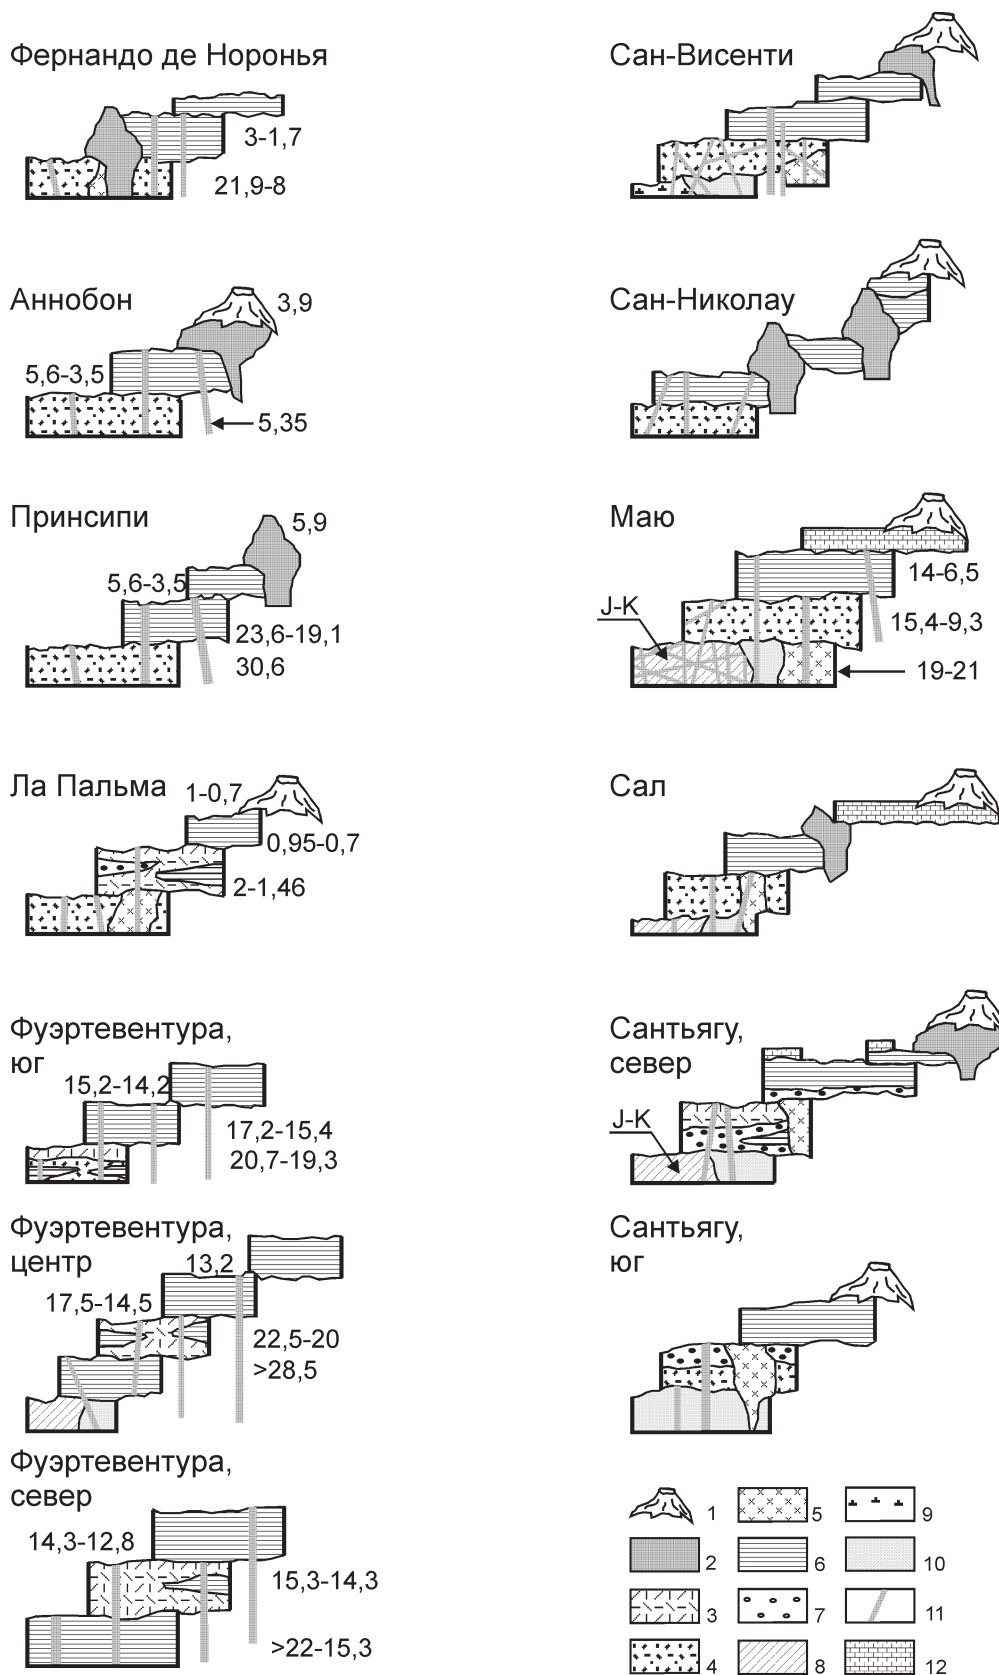 Фернандо де Норонья
3-1,7
21,9-8
Аннобон
3,9
5,6-3,5
5,35
Принсипи
5,9
5,6-3,5
23,6-19,1
30,6
Ла Пальма
1-0,7
0,95-0,7
2-1,46
Фуэртевентура,
юг
15,2-14,2
17,2-15,4
20,7-19,3
Фуэртевентура,
центр
13,2
17,5-14,5
22,5-20
>28,5
Фуэртевентура,
север
14,3-12,8
15,3-14,3
>22-15,3
Сан-Висенти
Сан-Николау
Маю
14-6,5
J-K
15,4-9,3
19-21
Сал
Сантьягу,
север
J-K
Сантьягу,
юг
1
5
9
2
6
10
3
7
11
4
8
12